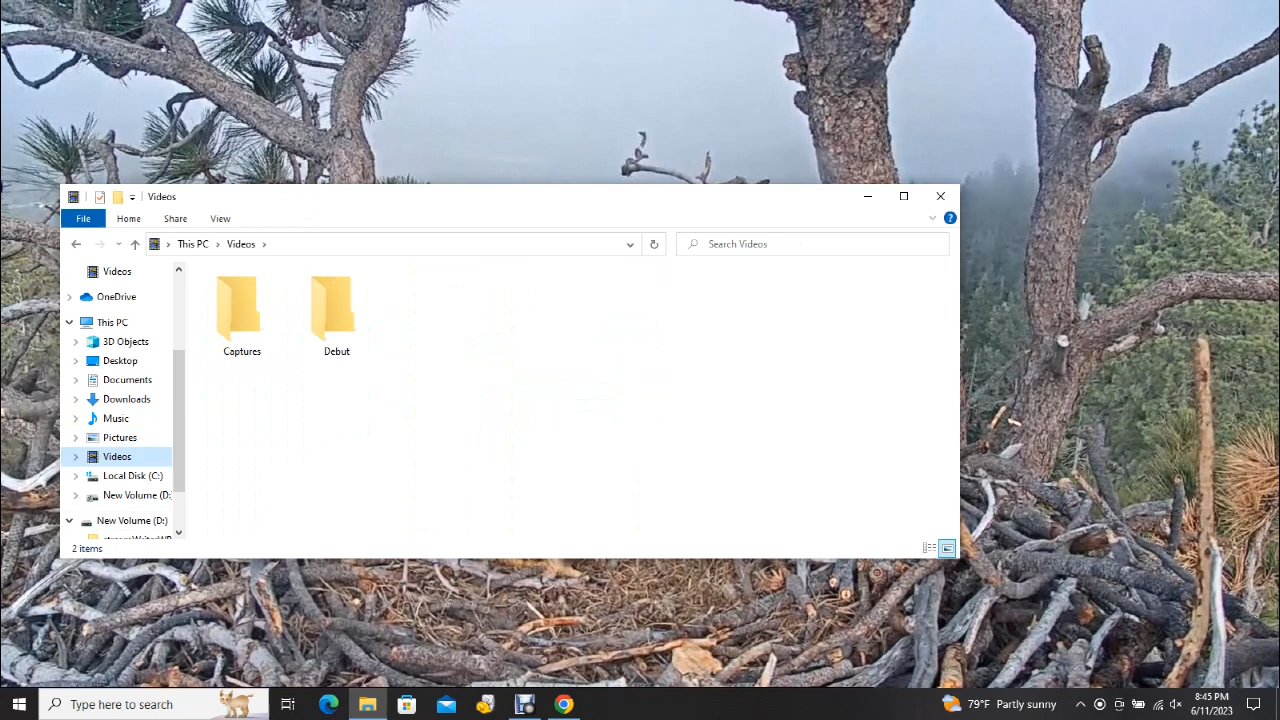 Videos
File Home Share View
This PC Videos
Search Videos
Videos
OneDrive
This PC
3D Objects
Desktop
Documents
Downloads
Music
Pictures
Videos
Local Disk (C:)
New Volume (D:
New Volume (D:)
Captures
Debut
2 items
Type here to search
79°F Partly sunny
8:45 PM
6/11/2023